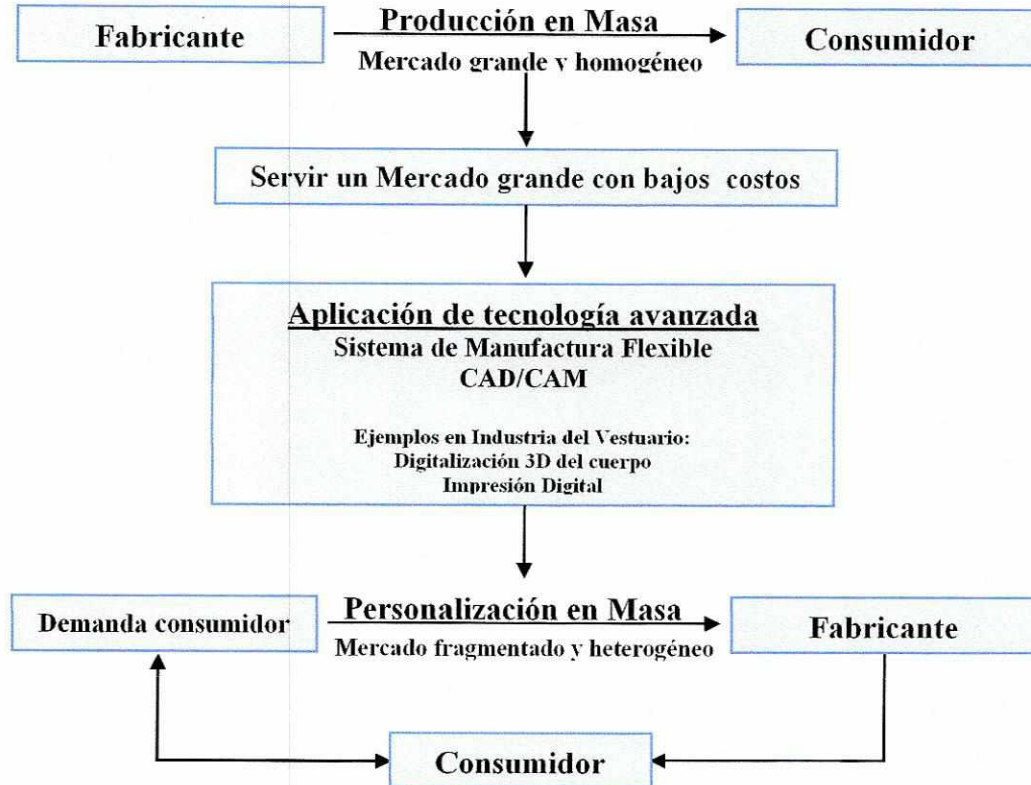 Fabricante
Producción en Masa
Consumidor
Mercado grande y homogéneo
Servir un Mercado grande con bajos costos
Aplicación de tecnología avanzada
Sistema de Manufactura Flexible
CAD/CAM
Ejemplos en Industria del Vestuario:
Digitalización 3D del cuerpo
Impresión Digital
Demanda consumidor
Personalización en Masa
Fabricante
Mercado fragmentado y heterogéneo
Consumidor